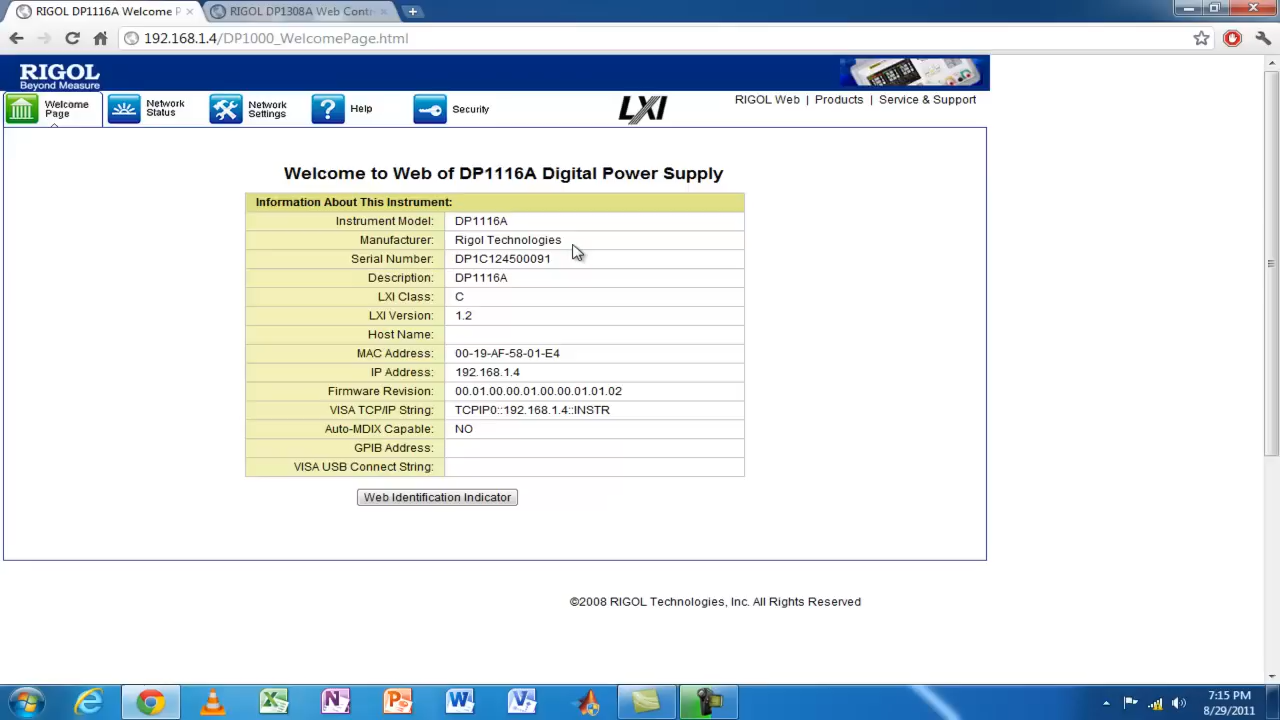 RIGOL DP1116A Welcome P
RIGOL DP1308A Web Cont
192.168.1.4/DP1000_WelcomePage.html
RIGOL
Beyond Measure
Welcome Page
Network Status
Network Settings
Help
Security
LXI
RIGOL Web | Products | Service & Support
Welcome to Web of DP1116A Digital Power Supply
Information About This Instrument:
Instrument Model: DP1116A
Manufacturer: Rigol Technologies
Serial Number: DP1C124500091
Description: DP1116A
LXI Class: C
LXI Version: 1.2
Host Name:
MAC Address: 00-19-AF-58-01-E4
IP Address: 192.168.1.4
Firmware Revision: 00.01.00.00.01.00.00.01.01.02
VISA TCP/IP String: TCPIP0::192.168.1.4::INSTR
Auto-MDIX Capable: NO
GPIB Address:
VISA USB Connect String:
Web Identification Indicator
©2008 RIGOL Technologies, Inc. All Rights Reserved
7:15 PM
8/29/2011